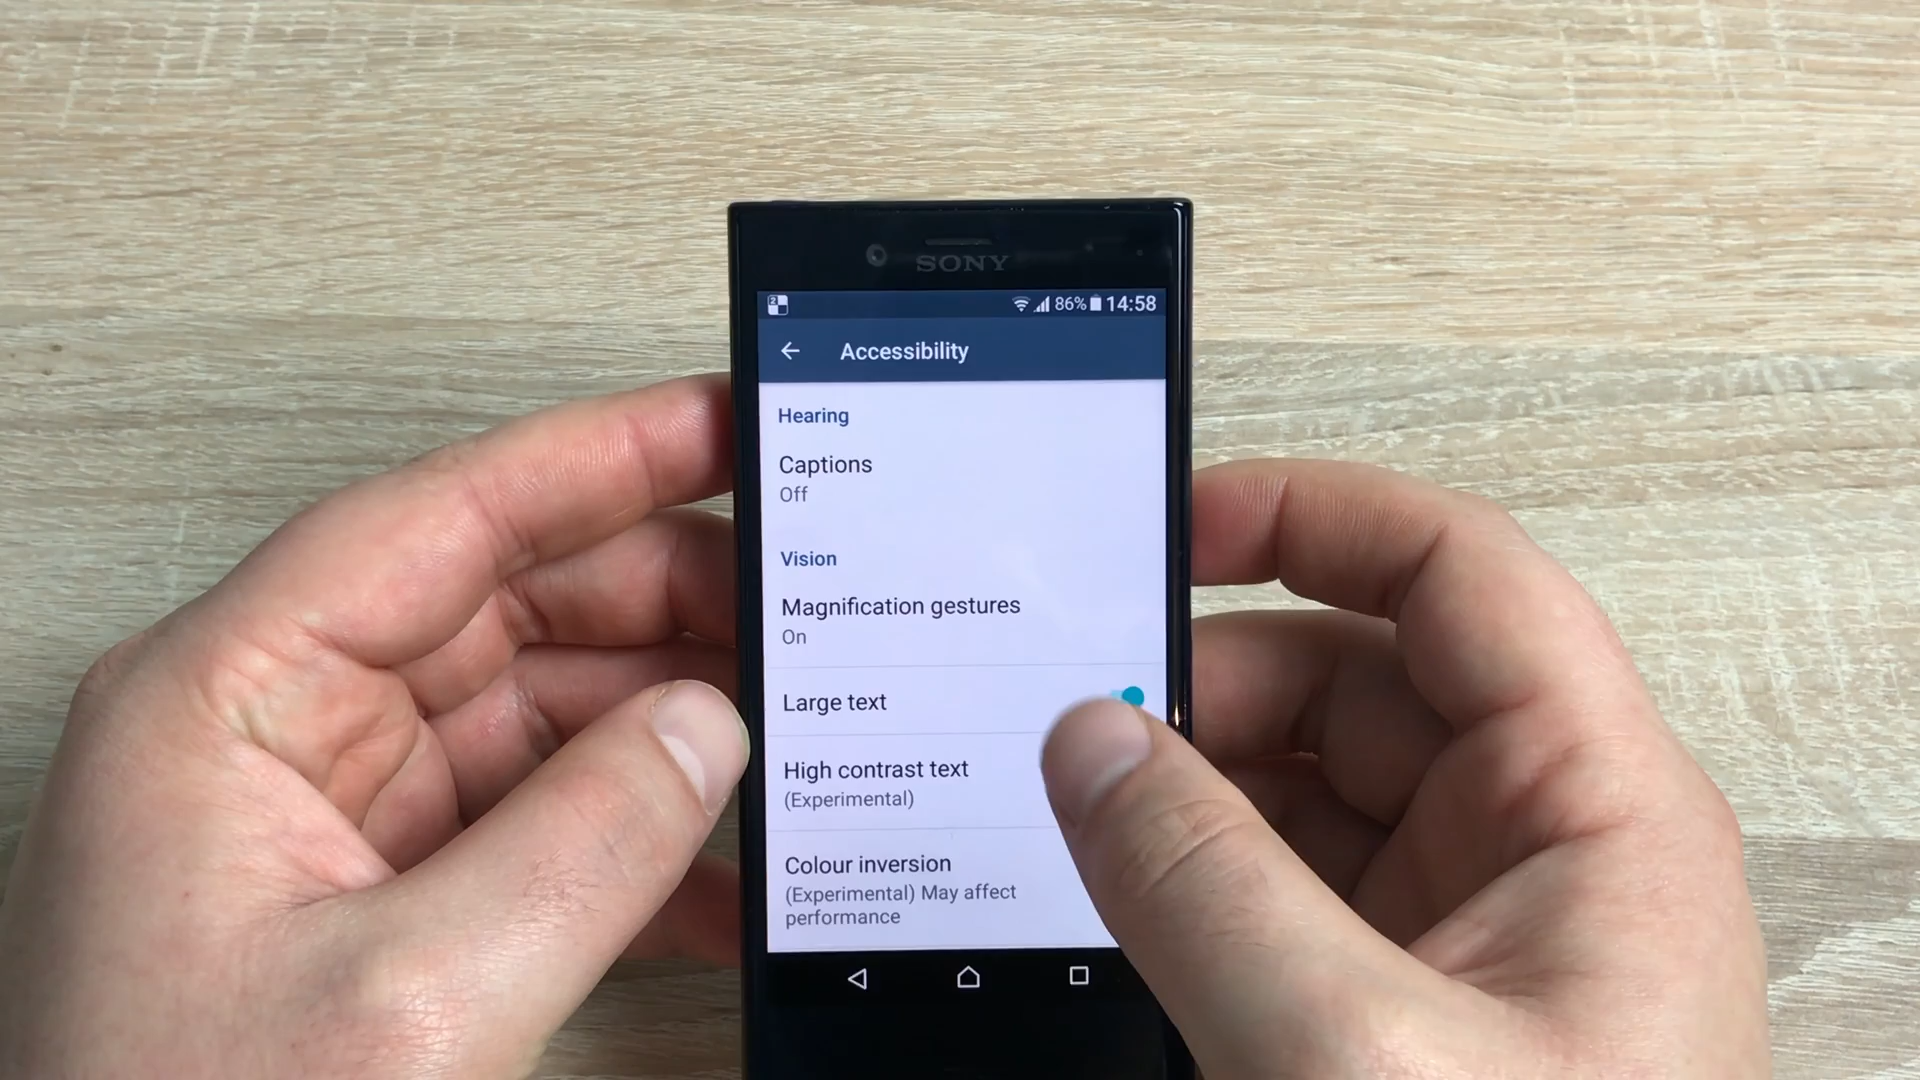 SONY
2
86% 14:58
Accessibility
Hearing
Captions
Off
Vision
Magnification gestures
On
Large text
High contrast text
(Experimental)
Colour inversion
(Experimental) May affect
performance